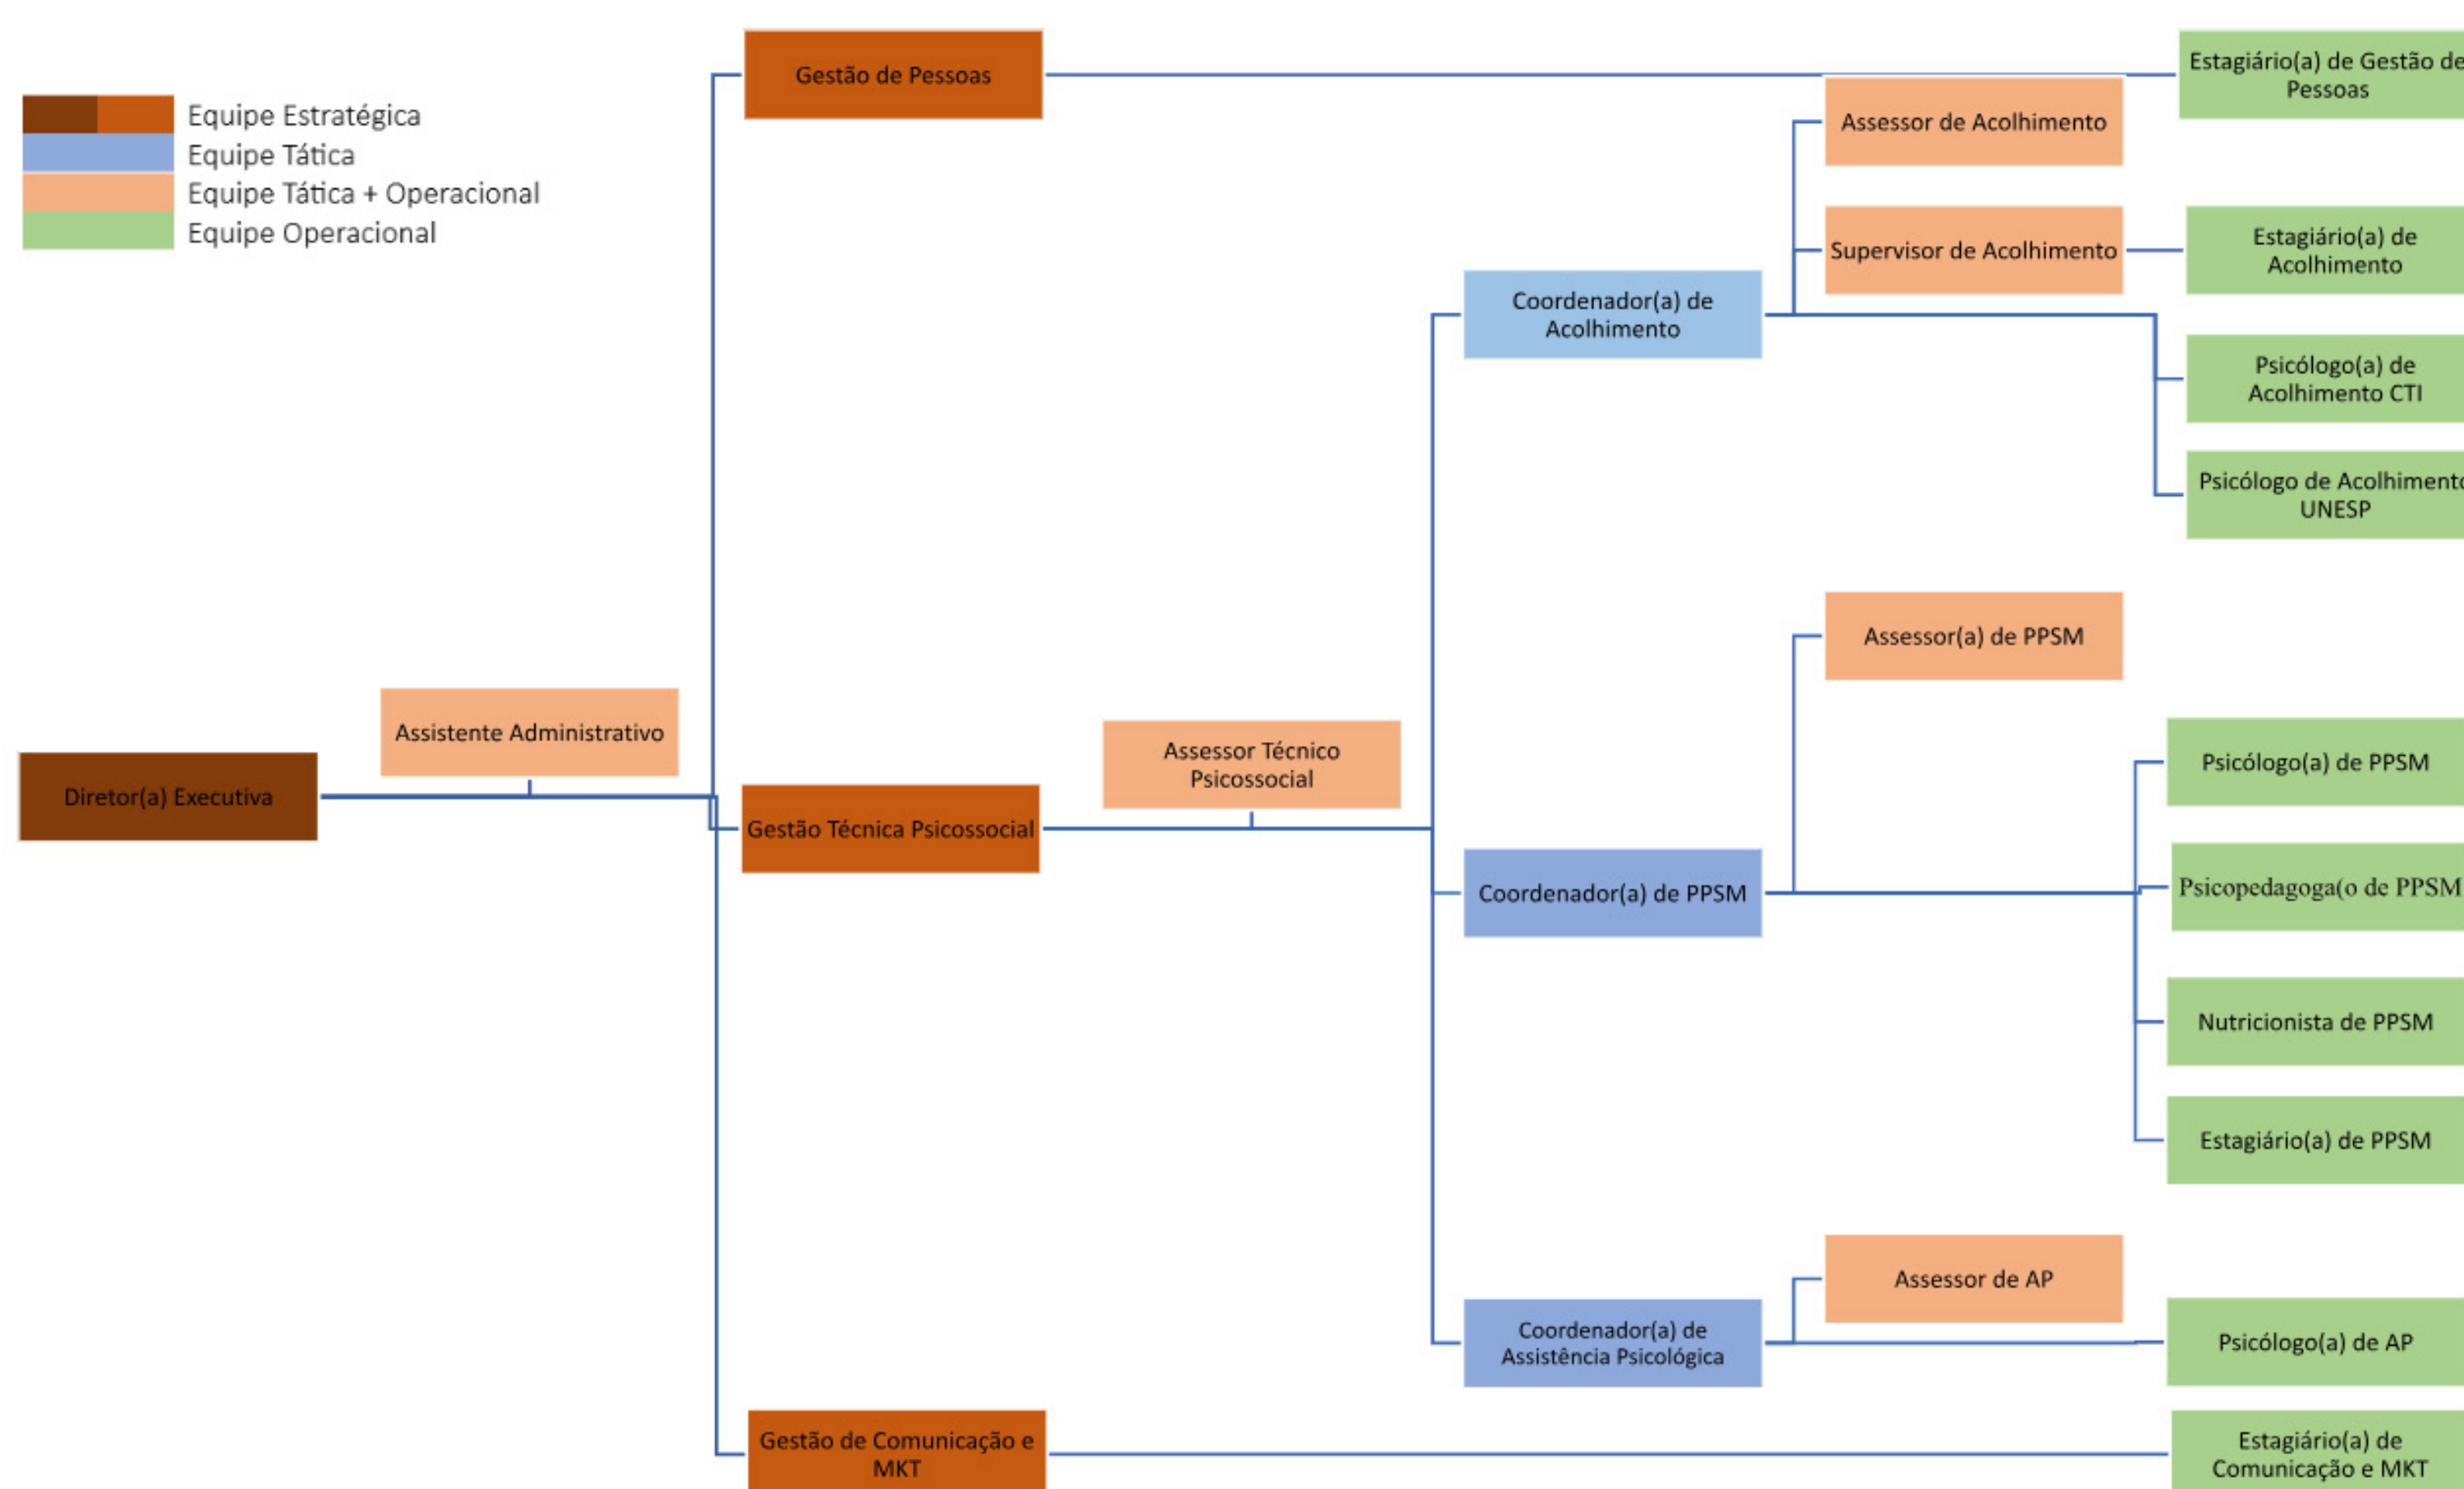 Equipe Estratégica
Equipe Tática
Equipe Tática + Operacional
Equipe Operacional
Gestão de Pessoas
Estagiário(a) de Gestão de
Pessoas
Assessor de Acolhimento
Supervisor de Acolhimento
Estagiário(a) de
Acolhimento
Coordenador(a) de
Acolhimento
Psicólogo(a) de
Acolhimento CTI
Psicólogo de Acolhimento
UNESP
Assessor(a) de PPSM
Assistente Administrativo
Assessor Técnico
Psicossocial
Psicólogo(a) de PPSM
Diretor(a) Executiva
Gestão Técnica Psicossocial
Coordenador(a) de PPSM
Psicopedagoga(o de PPSM
Nutricionista de PPSM
Estagiário(a) de PPSM
Assessor de AP
Coordenador(a) de
Assistência Psicológica
Psicólogo(a) de AP
Gestão de Comunicação e
MKT
Estagiário(a) de
Comunicação e MKT